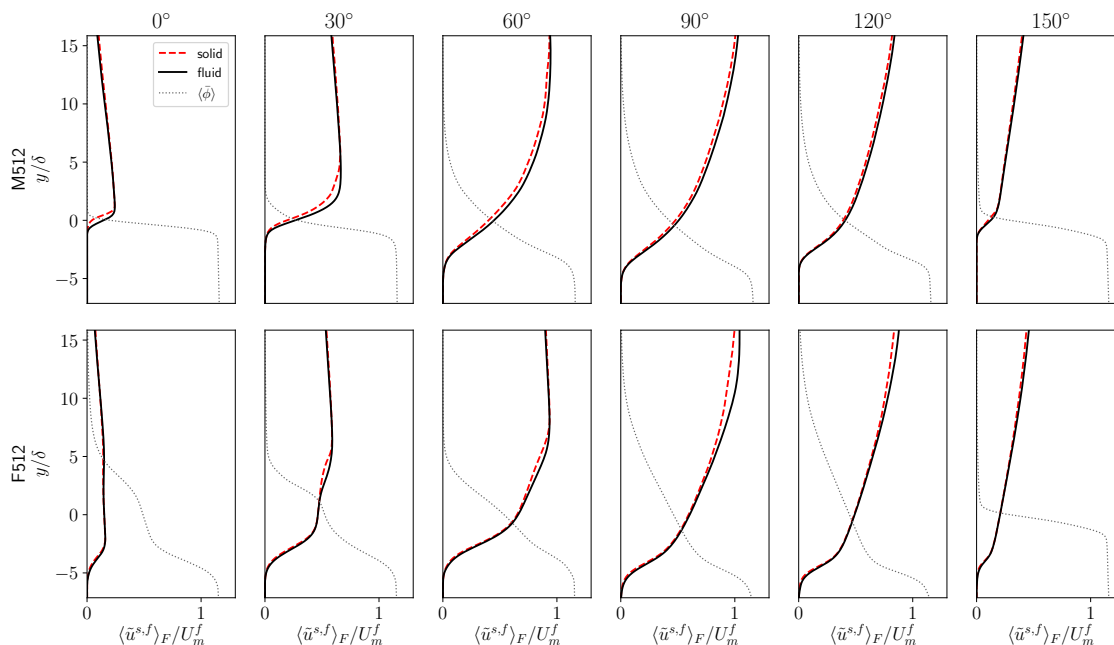 0° 30° 60° 90° 120° 150°
solid
fluid
⟨ϕ̄⟩
M512
y/δ
15
10
5
0
−5
F512
y/δ
15
10
5
0
−5
0 1 0 1 0 1 0 1 0 1 0 1
⟨ũ^{s,f}⟩_F/U_m^f ⟨ũ^{s,f}⟩_F/U_m^f ⟨ũ^{s,f}⟩_F/U_m^f ⟨ũ^{s,f}⟩_F/U_m^f ⟨ũ^{s,f}⟩_F/U_m^f ⟨ũ^{s,f}⟩_F/U_m^f